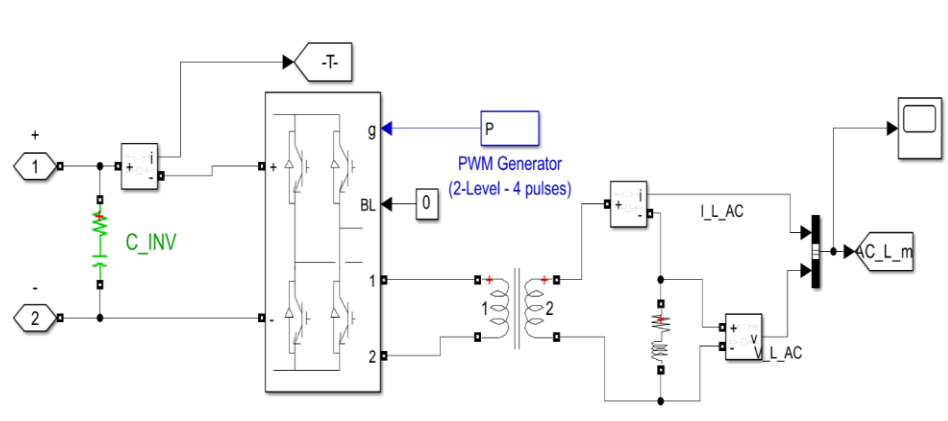 -T-
+
i
g
P
1
+
-
+
PWM Generator
(2-Level - 4 pulses)
BL
0
i
+
-
I_L_AC
C_INV
AC_L_m
1
1
2
-
2
-
+
v
-
V_L_AC
2